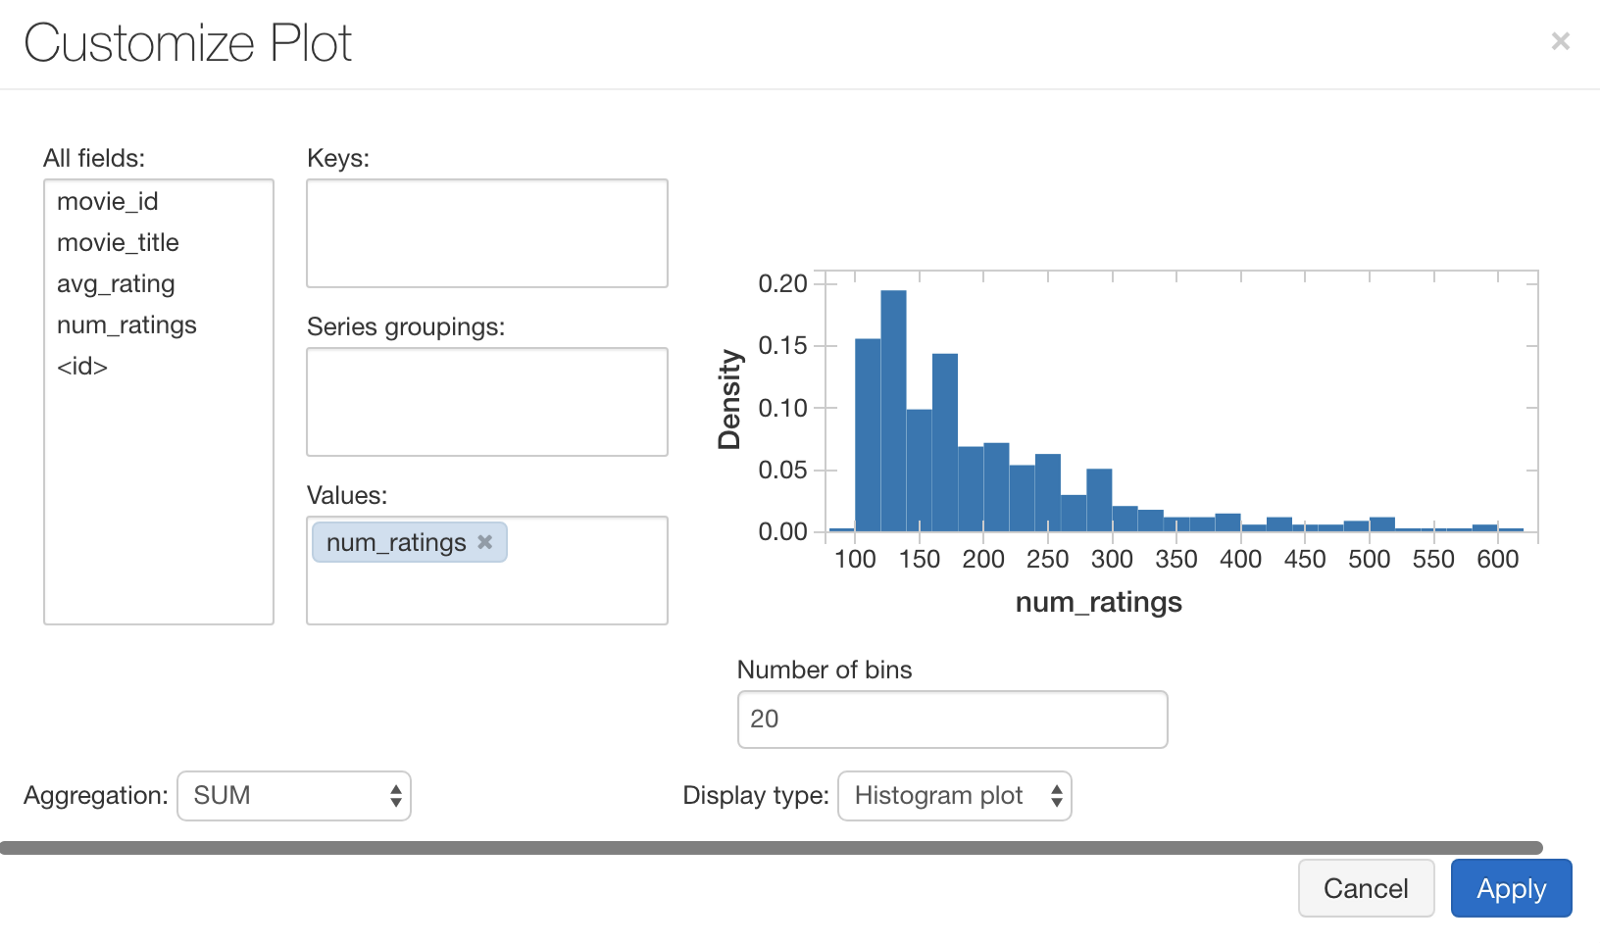 Customize Plot
×
All fields:
movie_id
movie_title
avg_rating
num_ratings
<id>
Keys:
Series groupings:
Values:
num_ratings ×
Density
0.20
0.15
0.10
0.05
0.00
100 150 200 250 300 350 400 450 500 550 600
num_ratings
Number of bins
20
Aggregation: SUM
Display type: Histogram plot
Cancel Apply